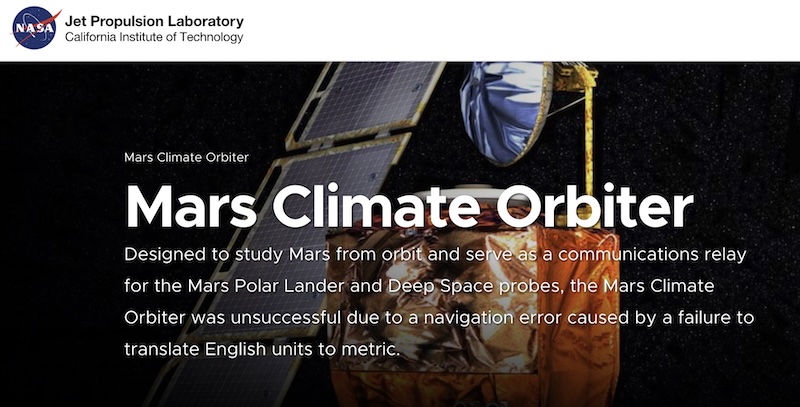 NASA
Jet Propulsion Laboratory
California Institute of Technology
Mars Climate Orbiter
Mars Climate Orbiter
Designed to study Mars from orbit and serve as a communications relay
for the Mars Polar Lander and Deep Space probes, the Mars Climate
Orbiter was unsuccessful due to a navigation error caused by a failure to
translate English units to metric.